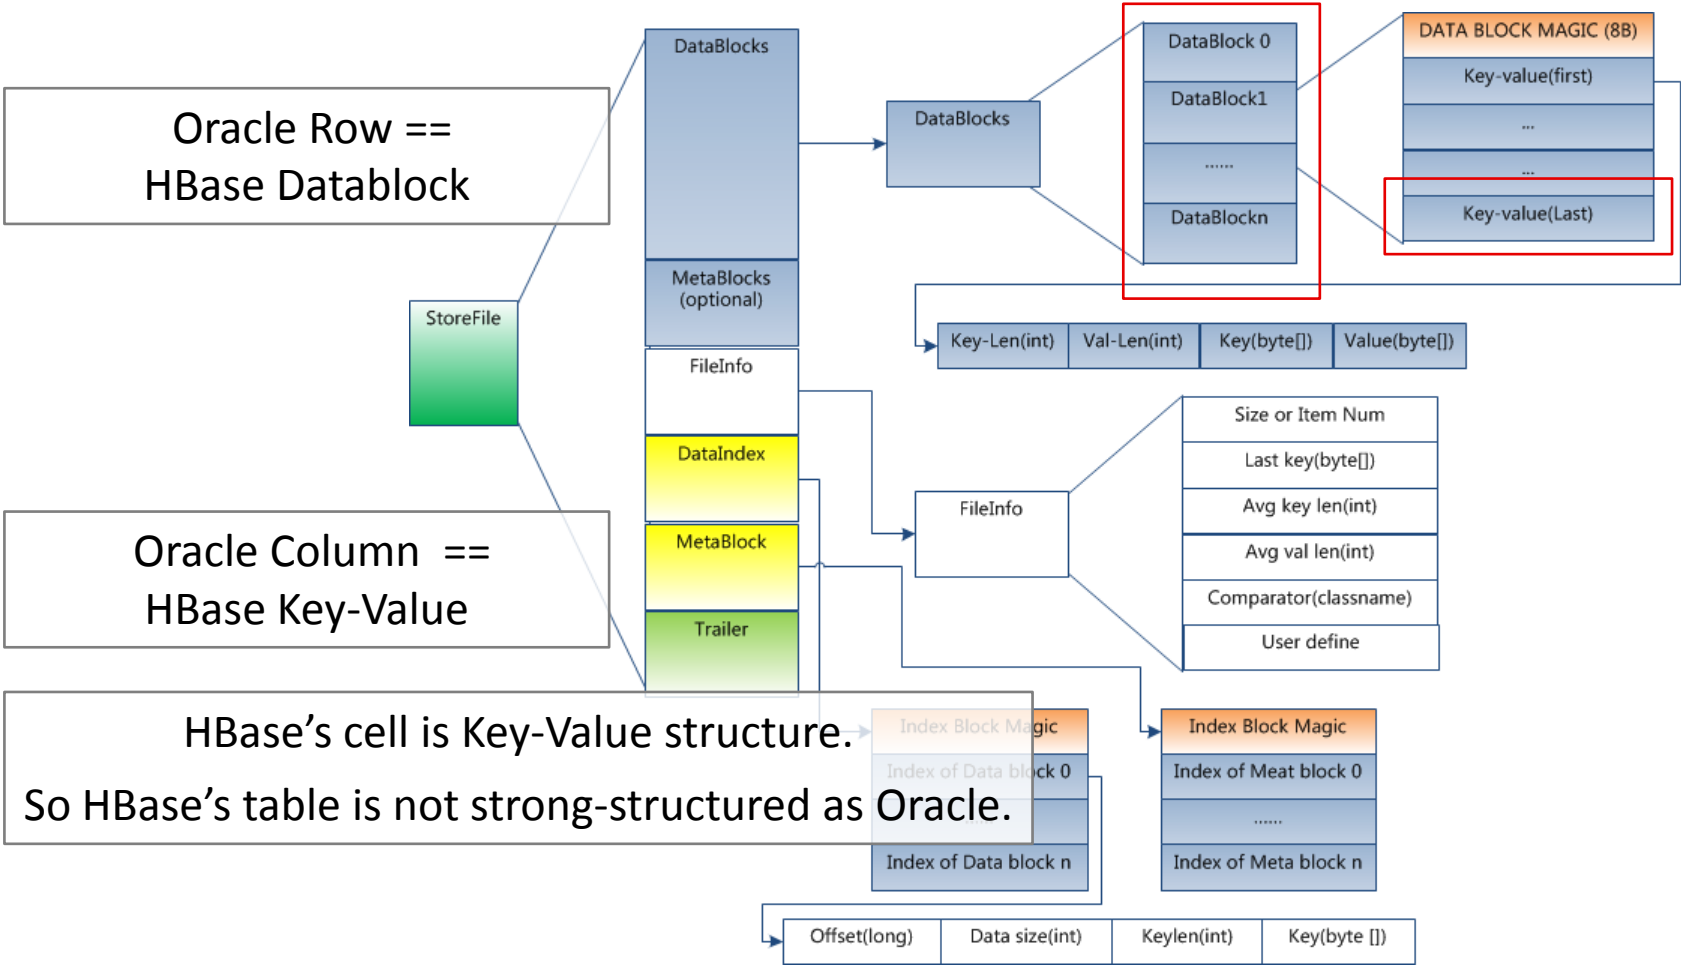 DataBlocks
MetaBlocks
(optional)
FileInfo
DataIndex
MetaBlock
Trailer
StoreFile
Oracle Row ==
HBase Datablock
Oracle Column ==
HBase Key-Value
HBase’s cell is Key-Value structure.
So HBase’s table is not strong-structured as Oracle.
DataBlocks
DataBlock 0
DataBlock1
......
DataBlockn
DATA BLOCK MAGIC (8B)
Key-value(first)
...
...
Key-value(Last)
Key-Len(int)
Val-Len(int)
Key(byte[])
Value(byte[])
FileInfo
Size or Item Num
Last key(byte[])
Avg key len(int)
Avg val len(int)
Comparator(classname)
User define
Index Block Magic
Index of Data block 0
......
Index of Data block n
Index Block Magic
Index of Meat block 0
......
Index of Meta block n
Offset(long)
Data size(int)
Keylen(int)
Key(byte [])